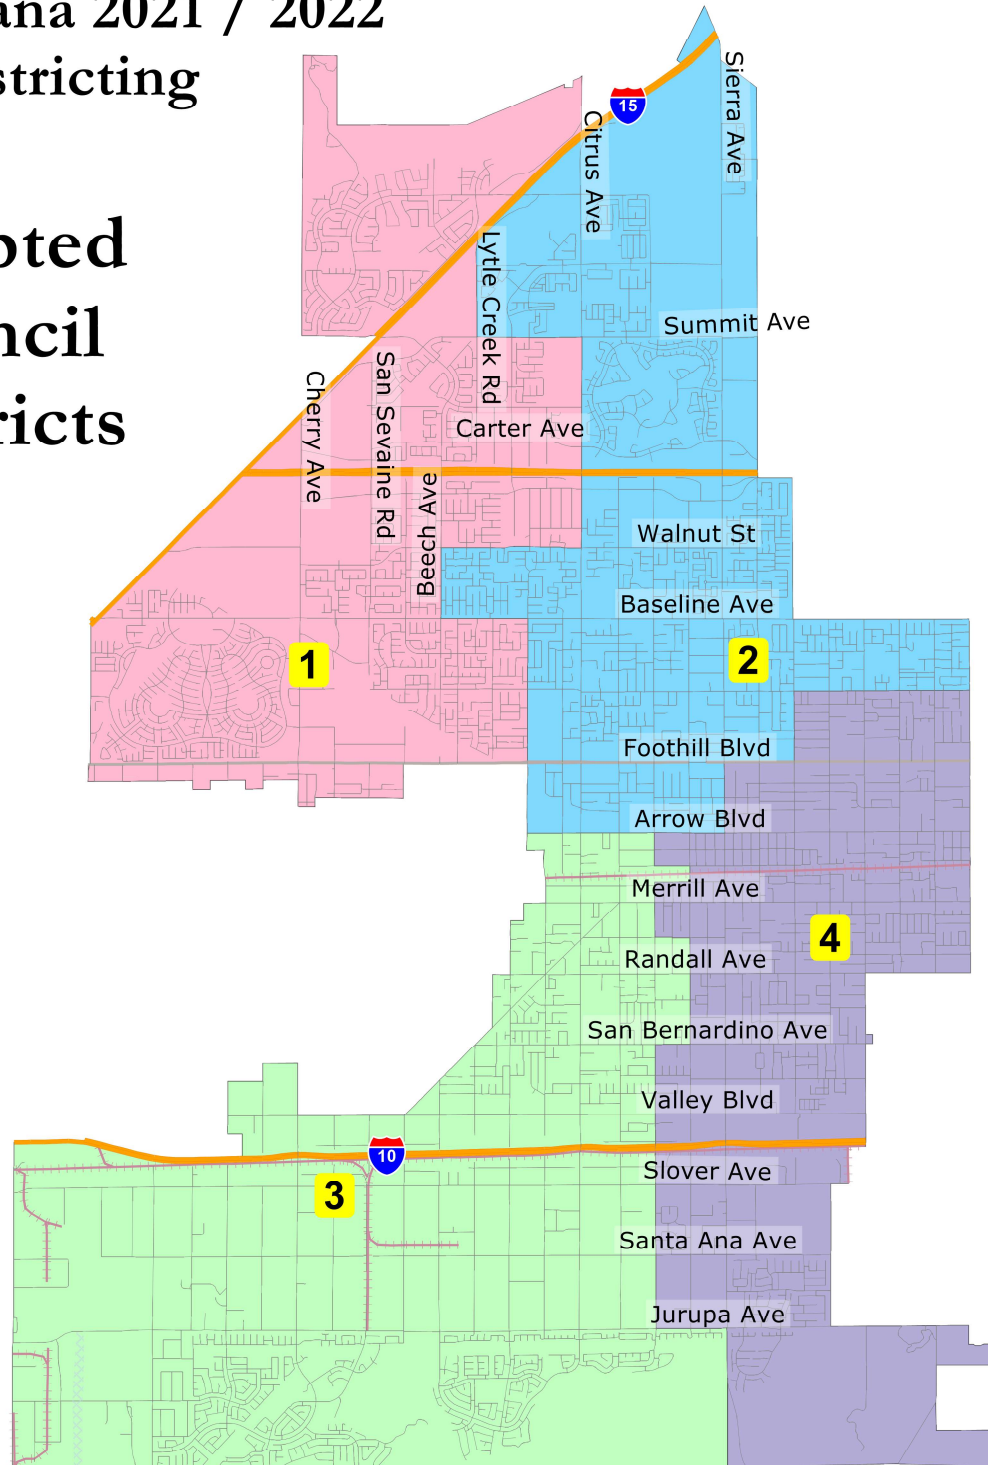 ana 2021 / 2022
stricting
pted
ncil
ricts
15
Sierra Ave
Citrus Ave
Lytle Creek Rd
Summit Ave
San Sevaine Rd
Cherry Ave
Carter Ave
Beech Ave
Walnut St
Baseline Ave
1
2
Foothill Blvd
Arrow Blvd
Merrill Ave
4
Randall Ave
San Bernardino Ave
Valley Blvd
10
Slover Ave
3
Santa Ana Ave
Jurupa Ave